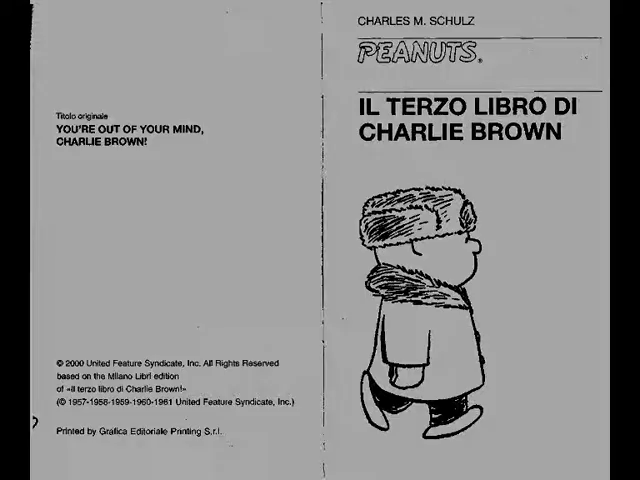 Titolo originale
YOU'RE OUT OF YOUR MIND,
CHARLIE BROWN!
© 2000 United Feature Syndicate, Inc. All Rights Reserved
based on the Milano Libri edition
of «Il terzo libro di Charlie Brown!»
(© 1957-1958-1959-1960-1961 United Feature Syndicate, Inc.)
Printed by Grafica Editoriale Printing S.r.l.
CHARLES M. SCHULZ
PEANUTS®
IL TERZO LIBRO DI
CHARLIE BROWN